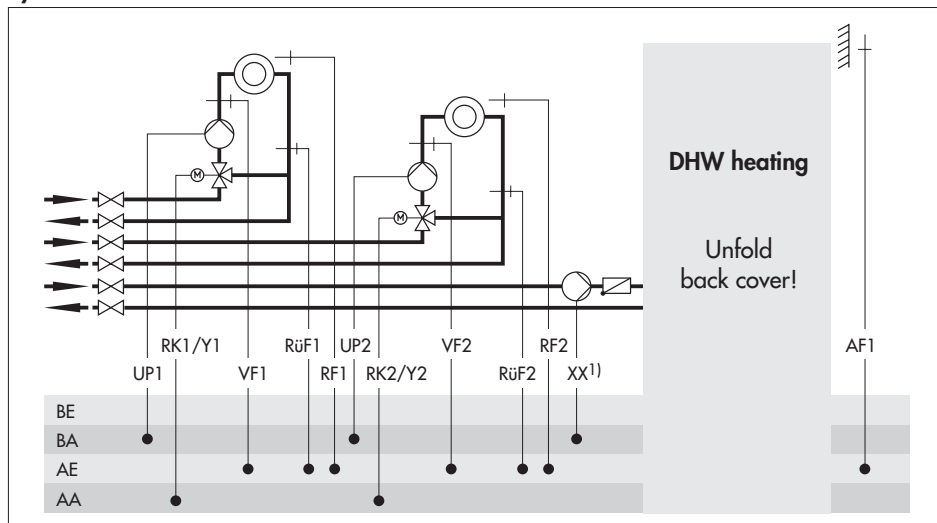 M
M
DHW heating
Unfold
back cover!
RK1/Y1 RüF1 UP2 VF2 RF2 AF1
UP1 VF1 RF1 RK2/Y2 RüF2 XX1)
BE
BA
AE
AA